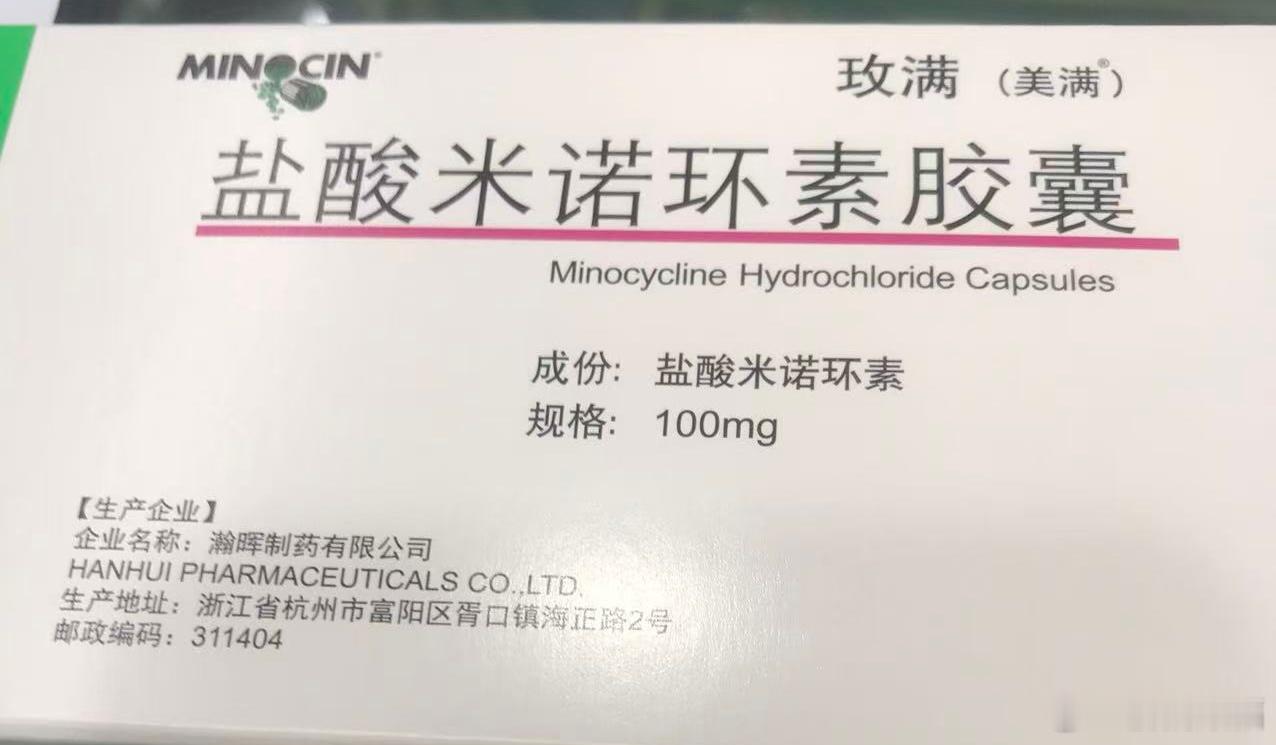 MINOCIN®
玫满（美满®）
盐酸米诺环素胶囊
Minocycline Hydrochloride Capsules
成份: 盐酸米诺环素
规格: 100mg
【生产企业】
企业名称：瀚晖制药有限公司
HANHUI PHARMACEUTICALS CO.,LTD.
生产地址：浙江省杭州市富阳区胥口镇海正路2号
邮政编码：311404